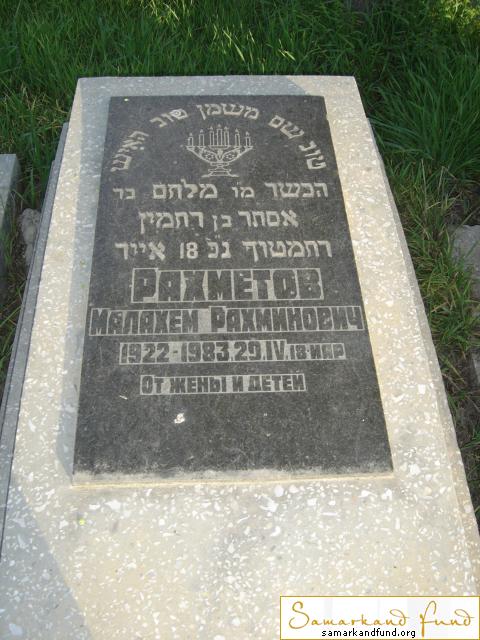 טוב שם משמן טוב האיש
הכשר מו מלחם בר
אסתר בן רחמין
רחמטוף נ״ל 18 אייר
РАХМЕТОВ
МАЛАХЕМ РАХМИНОВИЧ
1922-1983.29.IV. 18-ИЯР
ОТ ЖЕНЫ И ДЕТЕЙ
Samarkand Fund
samarkandfund.org